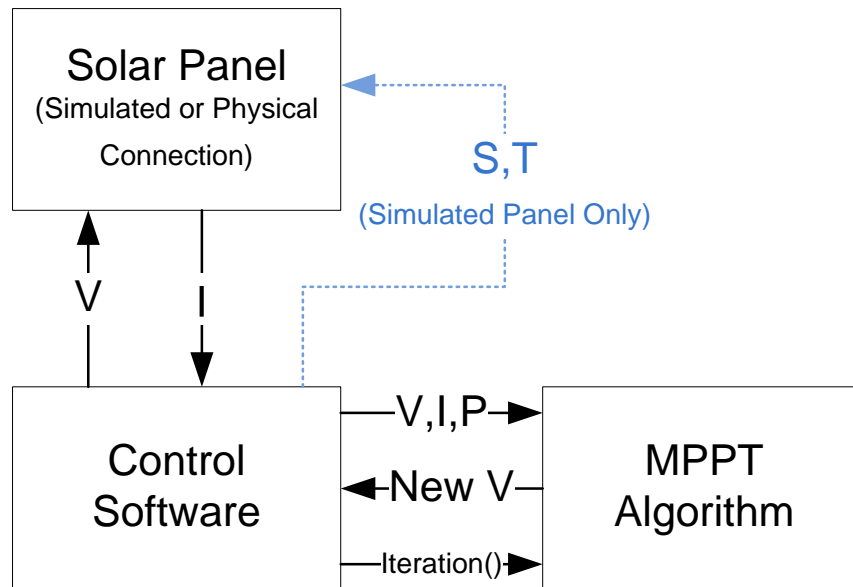 Solar Panel
(Simulated or Physical
Connection)
S,T
(Simulated Panel Only)
V
I
Control
Software
V,I,P
New V
Iteration()
MPPT
Algorithm